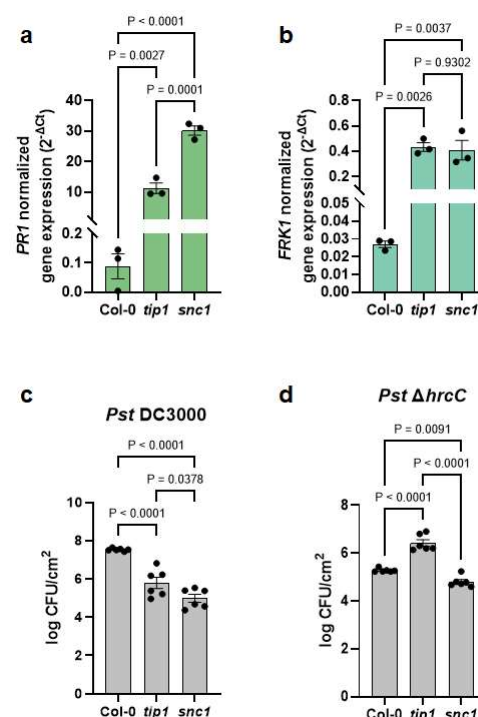 a
P < 0.0001
P = 0.0027
P = 0.0001
PR1 normalized
gene expression (2^-ΔCt)
40
30
20
10
0.2
0.1
0.0
Col-0 tip1 snc1
b
P = 0.0037
P = 0.9302
P = 0.0026
FRK1 normalized
gene expression (2^-ΔCt)
0.8
0.6
0.4
0.2
0.05
0.04
0.03
0.02
0.01
0.00
Col-0 tip1 snc1
c
Pst DC3000
P < 0.0001
P = 0.0378
P < 0.0001
log CFU/cm²
10
8
6
4
2
0
Col-0 tip1 snc1
d
Pst ΔhrcC
P = 0.0091
P < 0.0001
P < 0.0001
log CFU/cm²
8
6
4
2
0
Col-0 tip1 snc1